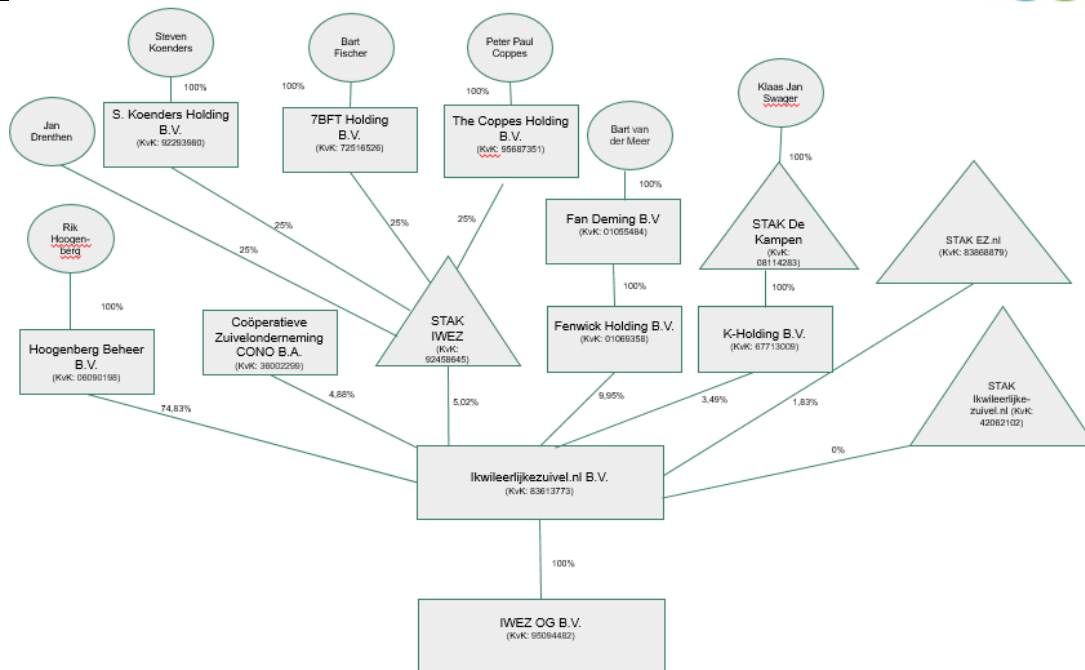 Steven
Koenders
Bart
Fischer
Peter Paul
Coppes
Klaas Jan
Swager
Jan
Drenthen
Bart van
der Meer
Rik
Hoogen-
berg
100%
100%
100%
100%
100%
100%
S. Koenders Holding
B.V.
(KvK: 92293980)
7BFT Holding
B.V.
(KvK: 72516526)
The Coppes Holding
B.V.
(KvK: 95687351)
Fan Deming B.V
(KvK: 01055484)
STAK De
Kampen
(KvK:
08114283)
STAK EZ.nl
(KvK: 83868879)
25%
25%
25%
25%
100%
100%
Hoogenberg Beheer
B.V.
(KvK: 06090198)
Coöperatieve
Zuivelonderneming
CONO B.A.
(KvK: 36002299)
STAK
IWEZ
(KvK:
92458645)
Fenwick Holding B.V.
(KvK: 01069358)
K-Holding B.V.
(KvK: 67713009)
STAK
Ikwileerlijke-
zuivel.nl (KvK:
42062102)
74,83%
4,88%
5,02%
9,95%
3,49%
1,83%
0%
Ikwileerlijkezuivel.nl B.V.
(KvK: 83613773)
100%
IWEZ OG B.V.
(KvK: 95094482)